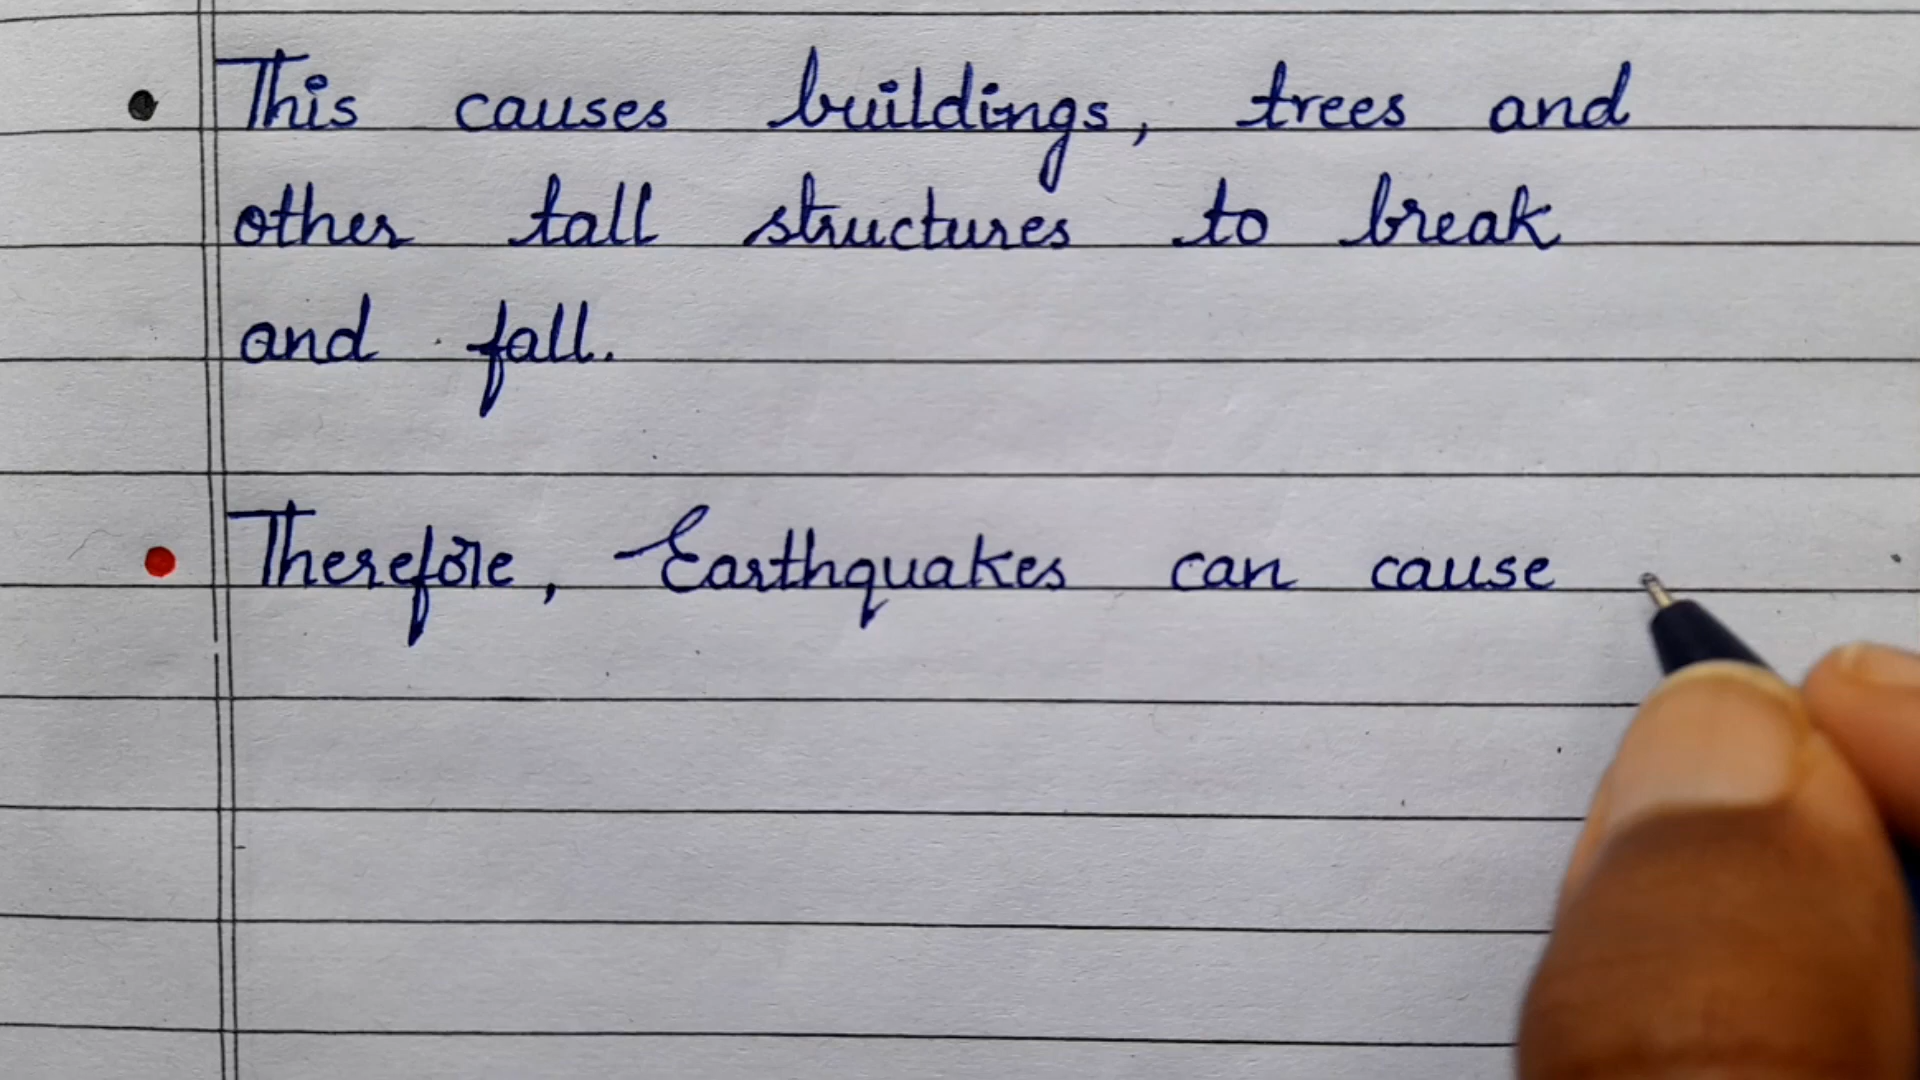 • This causes buildings, trees and
other tall structures to break
and fall.
• Therefore, Earthquakes can cause